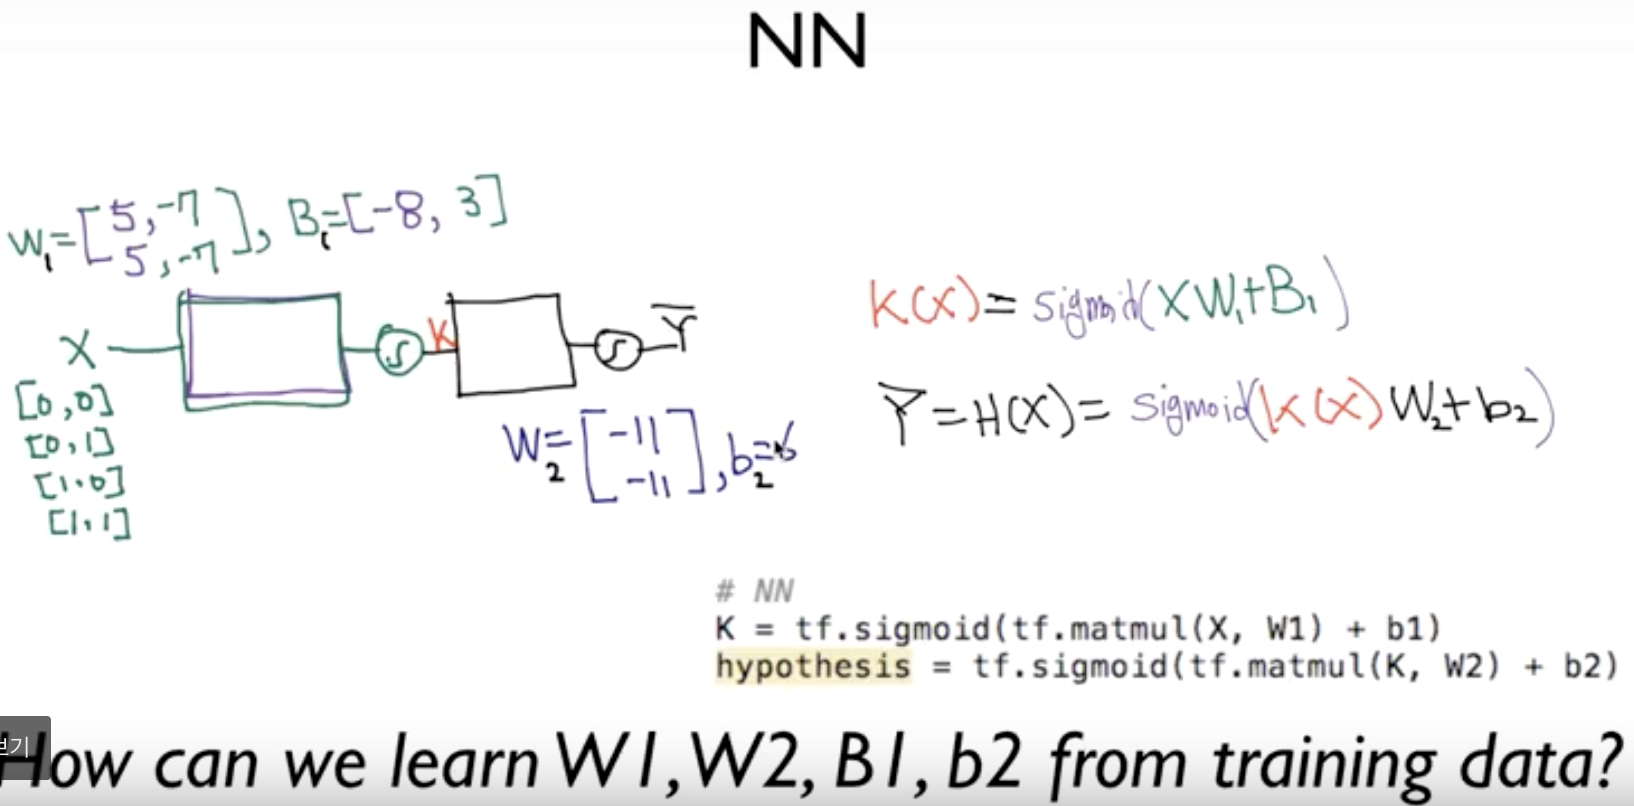 NN
W₁=[5,-7
5,-7], B₁=[-8, 3]
X
S
K
S
Y̅
[0,0]
[0,1]
[1,0]
[1,1]
W₂=[-11
-11], b₂=6
K(X)= sigmoid(XW₁+B₁)
Y̅=H(X)= sigmoid(K(X)W₂+b₂)
# NN
K = tf.sigmoid(tf.matmul(X, W1) + b1)
hypothesis = tf.sigmoid(tf.matmul(K, W2) + b2)
보기
How can we learn W1,W2, B1, b2 from training data?